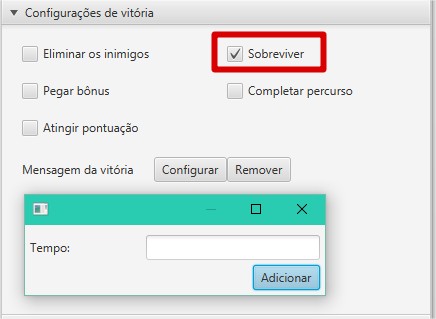 Configurações de vitória
Eliminar os inimigos Sobreviver
Pegar bônus Completar percurso
Atingir pontuação
Mensagem da vitória Configurar Remover
Tempo:
Adicionar